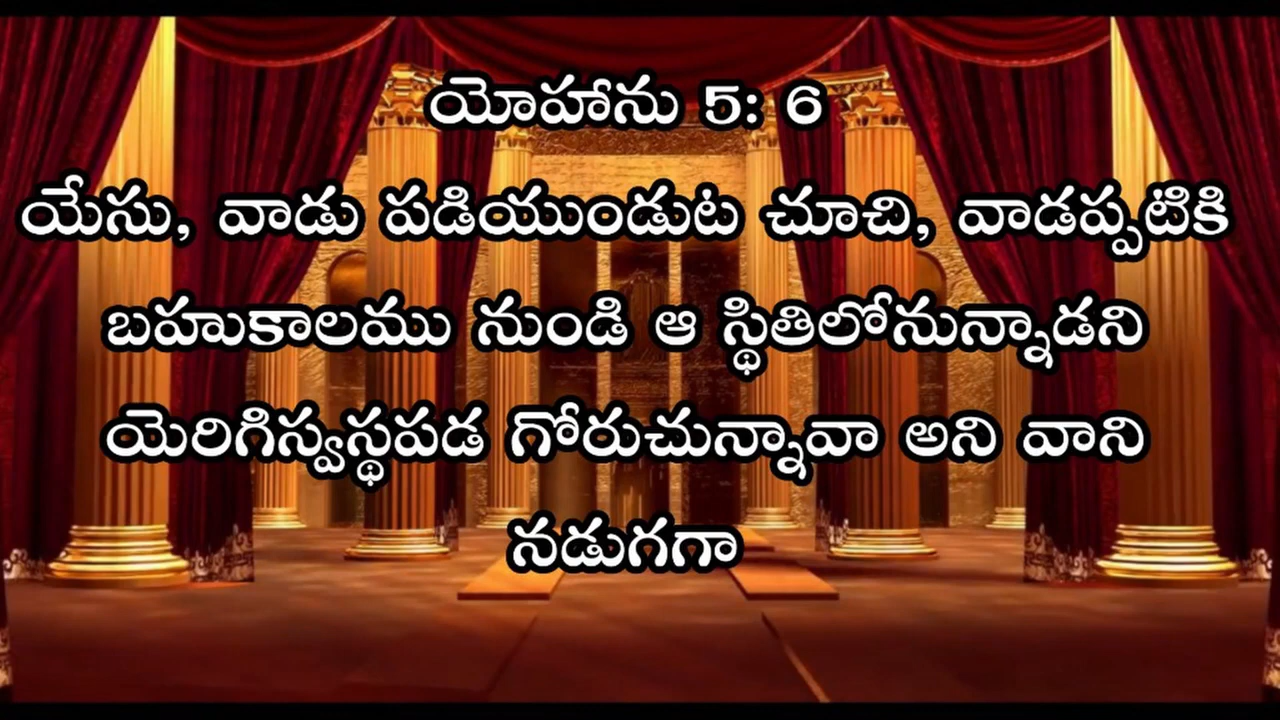 యోహాను 5: 6
యేసు, వాడు పడియుండుట చూచి, వాడప్పటికి
బహుకాలము నుండి ఆ స్థితిలోనున్నాడని
యెరిగిస్వస్థపడ గోరుచున్నావా అని వాని
నడుగగా